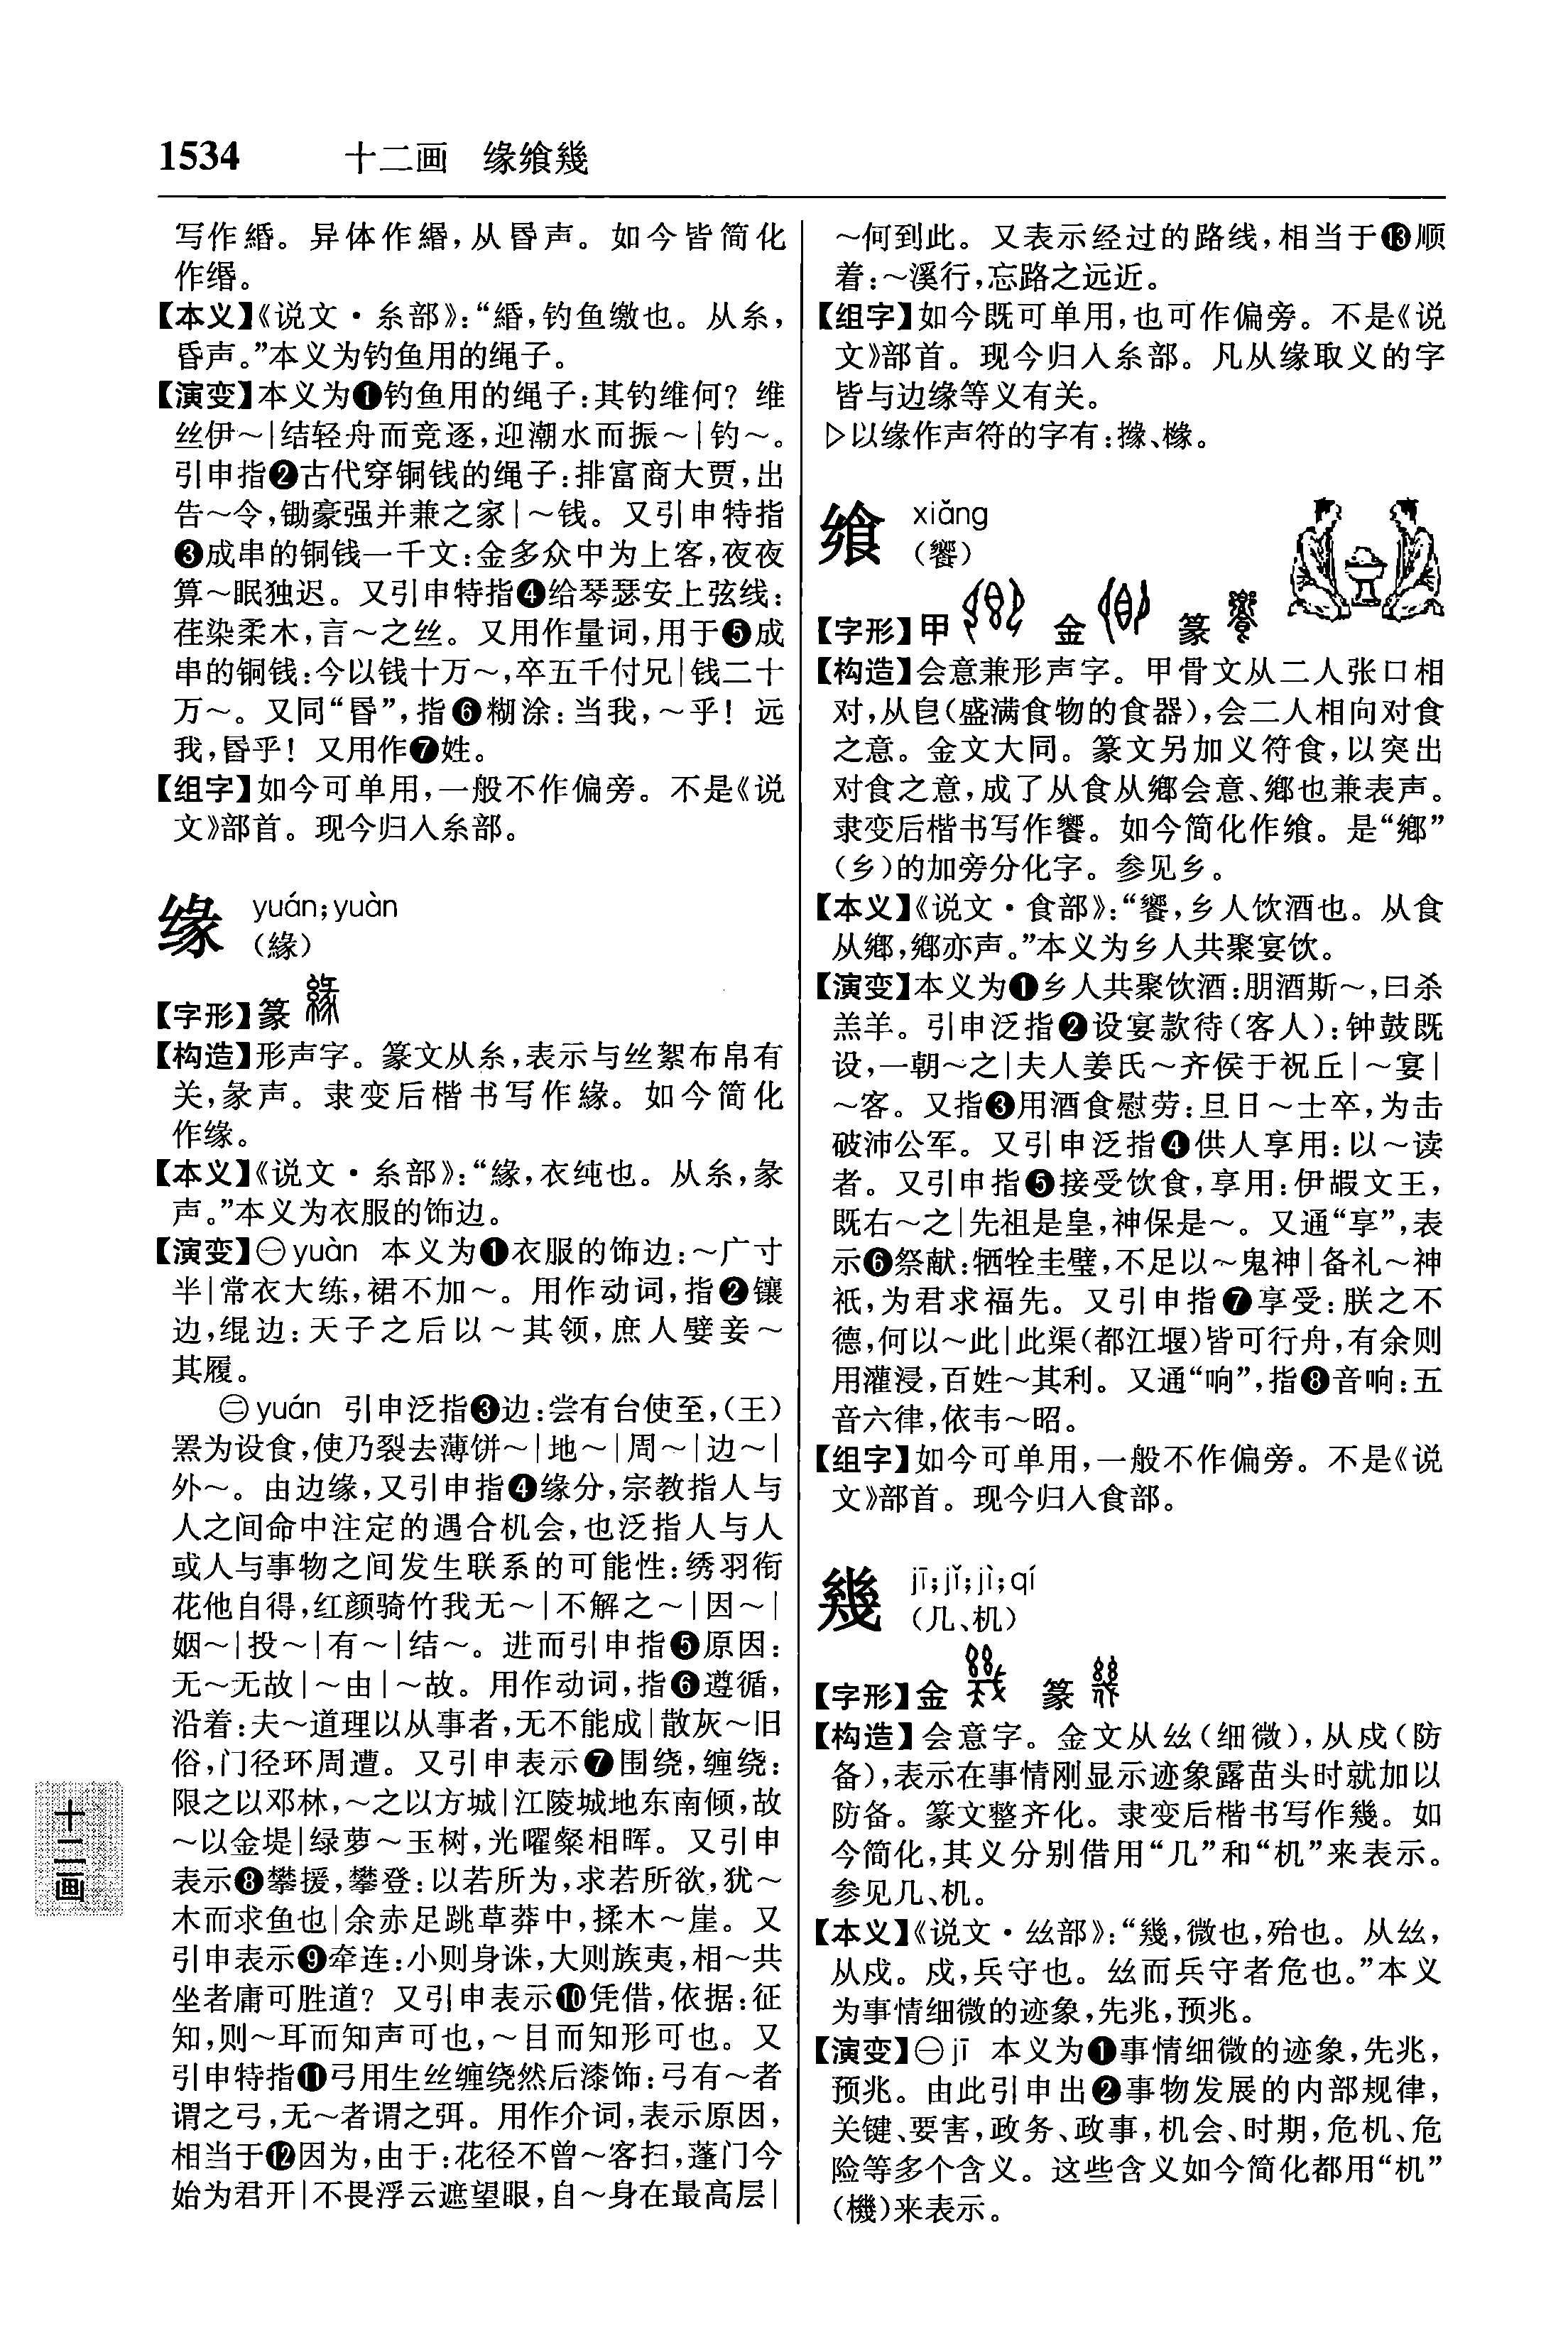 1534 十二画 缘飨幾
写作緍。异体作緡，从昬声。如今皆简化
作缗。
【本义】《说文·糸部》：“緍，钓鱼缴也。从糸，
昏声。”本义为钓鱼用的绳子。
【演变】本义为❶钓鱼用的绳子：其钓维何？维
丝伊～|结轻舟而竞逐，迎潮水而振～|钓～。
引申指❷古代穿铜钱的绳子：排富商大贾，出
告～令，锄豪强并兼之家|～钱。又引申特指
❸成串的铜钱一千文：金多众中为上客，夜夜
算～眠独迟。又引申特指❹给琴瑟安上弦线：
荏染柔木，言～之丝。又用作量词，用于❺成
串的铜钱：今以钱十万～，卒五千付兄|钱二十
万～。又同“昏”，指❻糊涂：当我，～乎！远
我，昏乎！又用作❼姓。
【组字】如今可单用，一般不作偏旁。不是《说
文》部首。现今归入糸部。
缘 yuán；yuàn
（緣）
【字形】篆
【构造】形声字。篆文从糸，表示与丝絮布帛有
关，彖声。隶变后楷书写作緣。如今简化
作缘。
【本义】《说文·糸部》：“緣，衣纯也。从糸，彖
声。”本义为衣服的饰边。
【演变】㊀yuàn 本义为❶衣服的饰边：～广寸
半|常衣大练，裙不加～。用作动词，指❷镶
边，绲边：天子之后以～其领，庶人孽妾～
其履。
㊁yuán 引申泛指❸边：尝有台使至，（王）
罴为设食，使乃裂去薄饼～|地～|周～|边～|
外～。由边缘，又引申指❹缘分，宗教指人与
人之间命中注定的遇合机会，也泛指人与人
或人与事物之间发生联系的可能性：绣羽衔
花他自得，红颜骑竹我无～|不解之～|因～|
姻～|投～|有～|结～。进而引申指❺原因：
无～无故|～由|～故。用作动词，指❻遵循，
沿着：夫～道理以从事者，无不能成|散灰～旧
俗，门径环周遭。又引申表示❼围绕，缠绕：
限之以邓林，～之以方城|江陵城地东南倾，故
～以金堤|绿萝～玉树，光曜粲相晖。又引申
表示❽攀援，攀登：以若所为，求若所欲，犹～
木而求鱼也|余赤足跳草莽中，揉木～崖。又
引申表示❾牵连：小则身诛，大则族夷，相～共
坐者庸可胜道？又引申表示❿凭借，依据：征
知，则～耳而知声可也，～目而知形可也。又
引申特指⓫弓用生丝缠绕然后漆饰：弓有～者
谓之弓，无～者谓之弭。用作介词，表示原因，
相当于⓬因为，由于：花径不曾～客扫，蓬门今
始为君开|不畏浮云遮望眼，自～身在最高层|
～何到此。又表示经过的路线，相当于⓭顺
着：～溪行，忘路之远近。
【组字】如今既可单用，也可作偏旁。不是《说
文》部首。现今归入糸部。凡从缘取义的字
皆与边缘等义有关。
▷以缘作声符的字有：㩄、橼。
飨 xiǎng
（饗）
【字形】甲 金 篆
【构造】会意兼形声字。甲骨文从二人张口相
对，从皀（盛满食物的食器），会二人相向对食
之意。金文大同。篆文另加义符食，以突出
对食之意，成了从食从鄉会意、鄉也兼表声。
隶变后楷书写作饗。如今简化作飨。是“鄉”
（乡）的加旁分化字。参见乡。
【本义】《说文·食部》：“饗，乡人饮酒也。从食
从鄉，鄉亦声。”本义为乡人共聚宴饮。
【演变】本义为❶乡人共聚饮酒：朋酒斯～，曰杀
羔羊。引申泛指❷设宴款待（客人）：钟鼓既
设，一朝～之|夫人姜氏～齐侯于祝丘|～宴|
～客。又指❸用酒食慰劳：旦日～士卒，为击
破沛公军。又引申泛指❹供人享用：以～读
者。又引申指❺接受饮食，享用：伊嘏文王，
既右～之|先祖是皇，神保是～。又通“享”，表
示❻祭献：牺牲圭璧，不足以～鬼神|备礼～神
祇，为君求福先。又引申指❼享受：朕之不
德，何以～此|此渠（都江堰）皆可行舟，有余则
用灌浸，百姓～其利。又通“响”，指❽音响：五
音六律，依韦～昭。
【组字】如今可单用，一般不作偏旁。不是《说
文》部首。现今归入食部。
幾 jī；jǐ；jì；qí
（几、机）
【字形】金 篆
【构造】会意字。金文从𢆶（细微），从戍（防
备），表示在事情刚显示迹象露苗头时就加以
防备。篆文整齐化。隶变后楷书写作幾。如
今简化，其义分别借用“几”和“机”来表示。
参见几、机。
【本义】《说文·𢆶部》：“幾，微也，殆也。从𢆶，
从戍。戍，兵守也。𢆶而兵守者危也。”本义
为事情细微的迹象，先兆，预兆。
【演变】㊀jī 本义为❶事情细微的迹象，先兆，
预兆。由此引申出❷事物发展的内部规律，
关键、要害，政务、政事，机会、时期，危机、危
险等多个含义。这些含义如今简化都用“机”
（機）来表示。
十二画